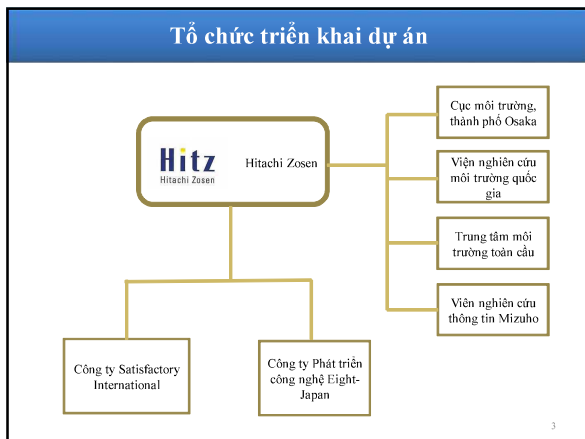 Tổ chức triển khai dự án
Hitz
Hitachi Zosen
Hitachi Zosen
Cục môi trường,
thành phố Osaka
Viện nghiên cứu
môi trường quốc
gia
Trung tâm môi
trường toàn cầu
Viên nghiên cứu
thông tin Mizuho
Công ty Satisfactory
International
Công ty Phát triển
công nghệ Eight-
Japan
3